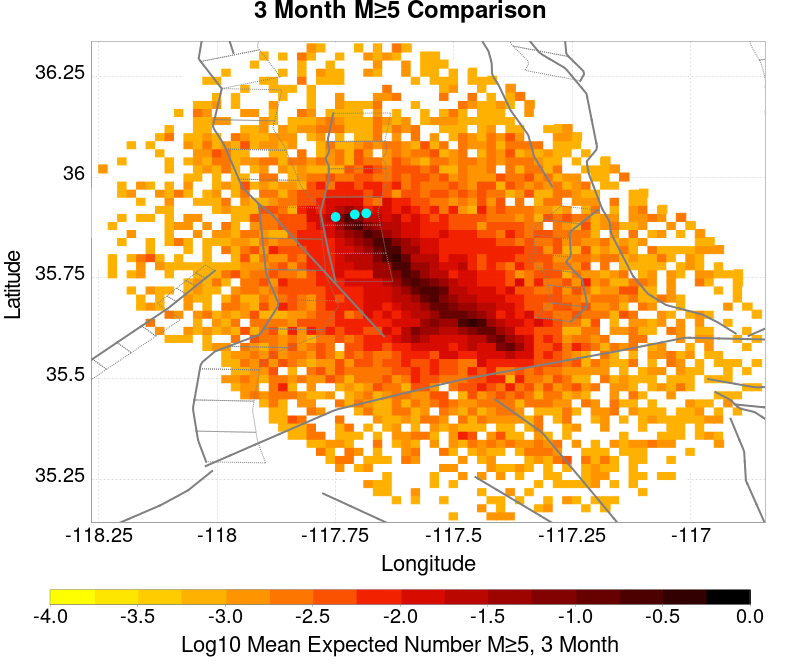 3 Month M≥5 Comparison
36.25
36
35.75
35.5
35.25
Latitude
-118.25 -118 -117.75 -117.5 -117.25 -117
Longitude
-4.0 -3.5 -3.0 -2.5 -2.0 -1.5 -1.0 -0.5 0.0
Log10 Mean Expected Number M≥5, 3 Month